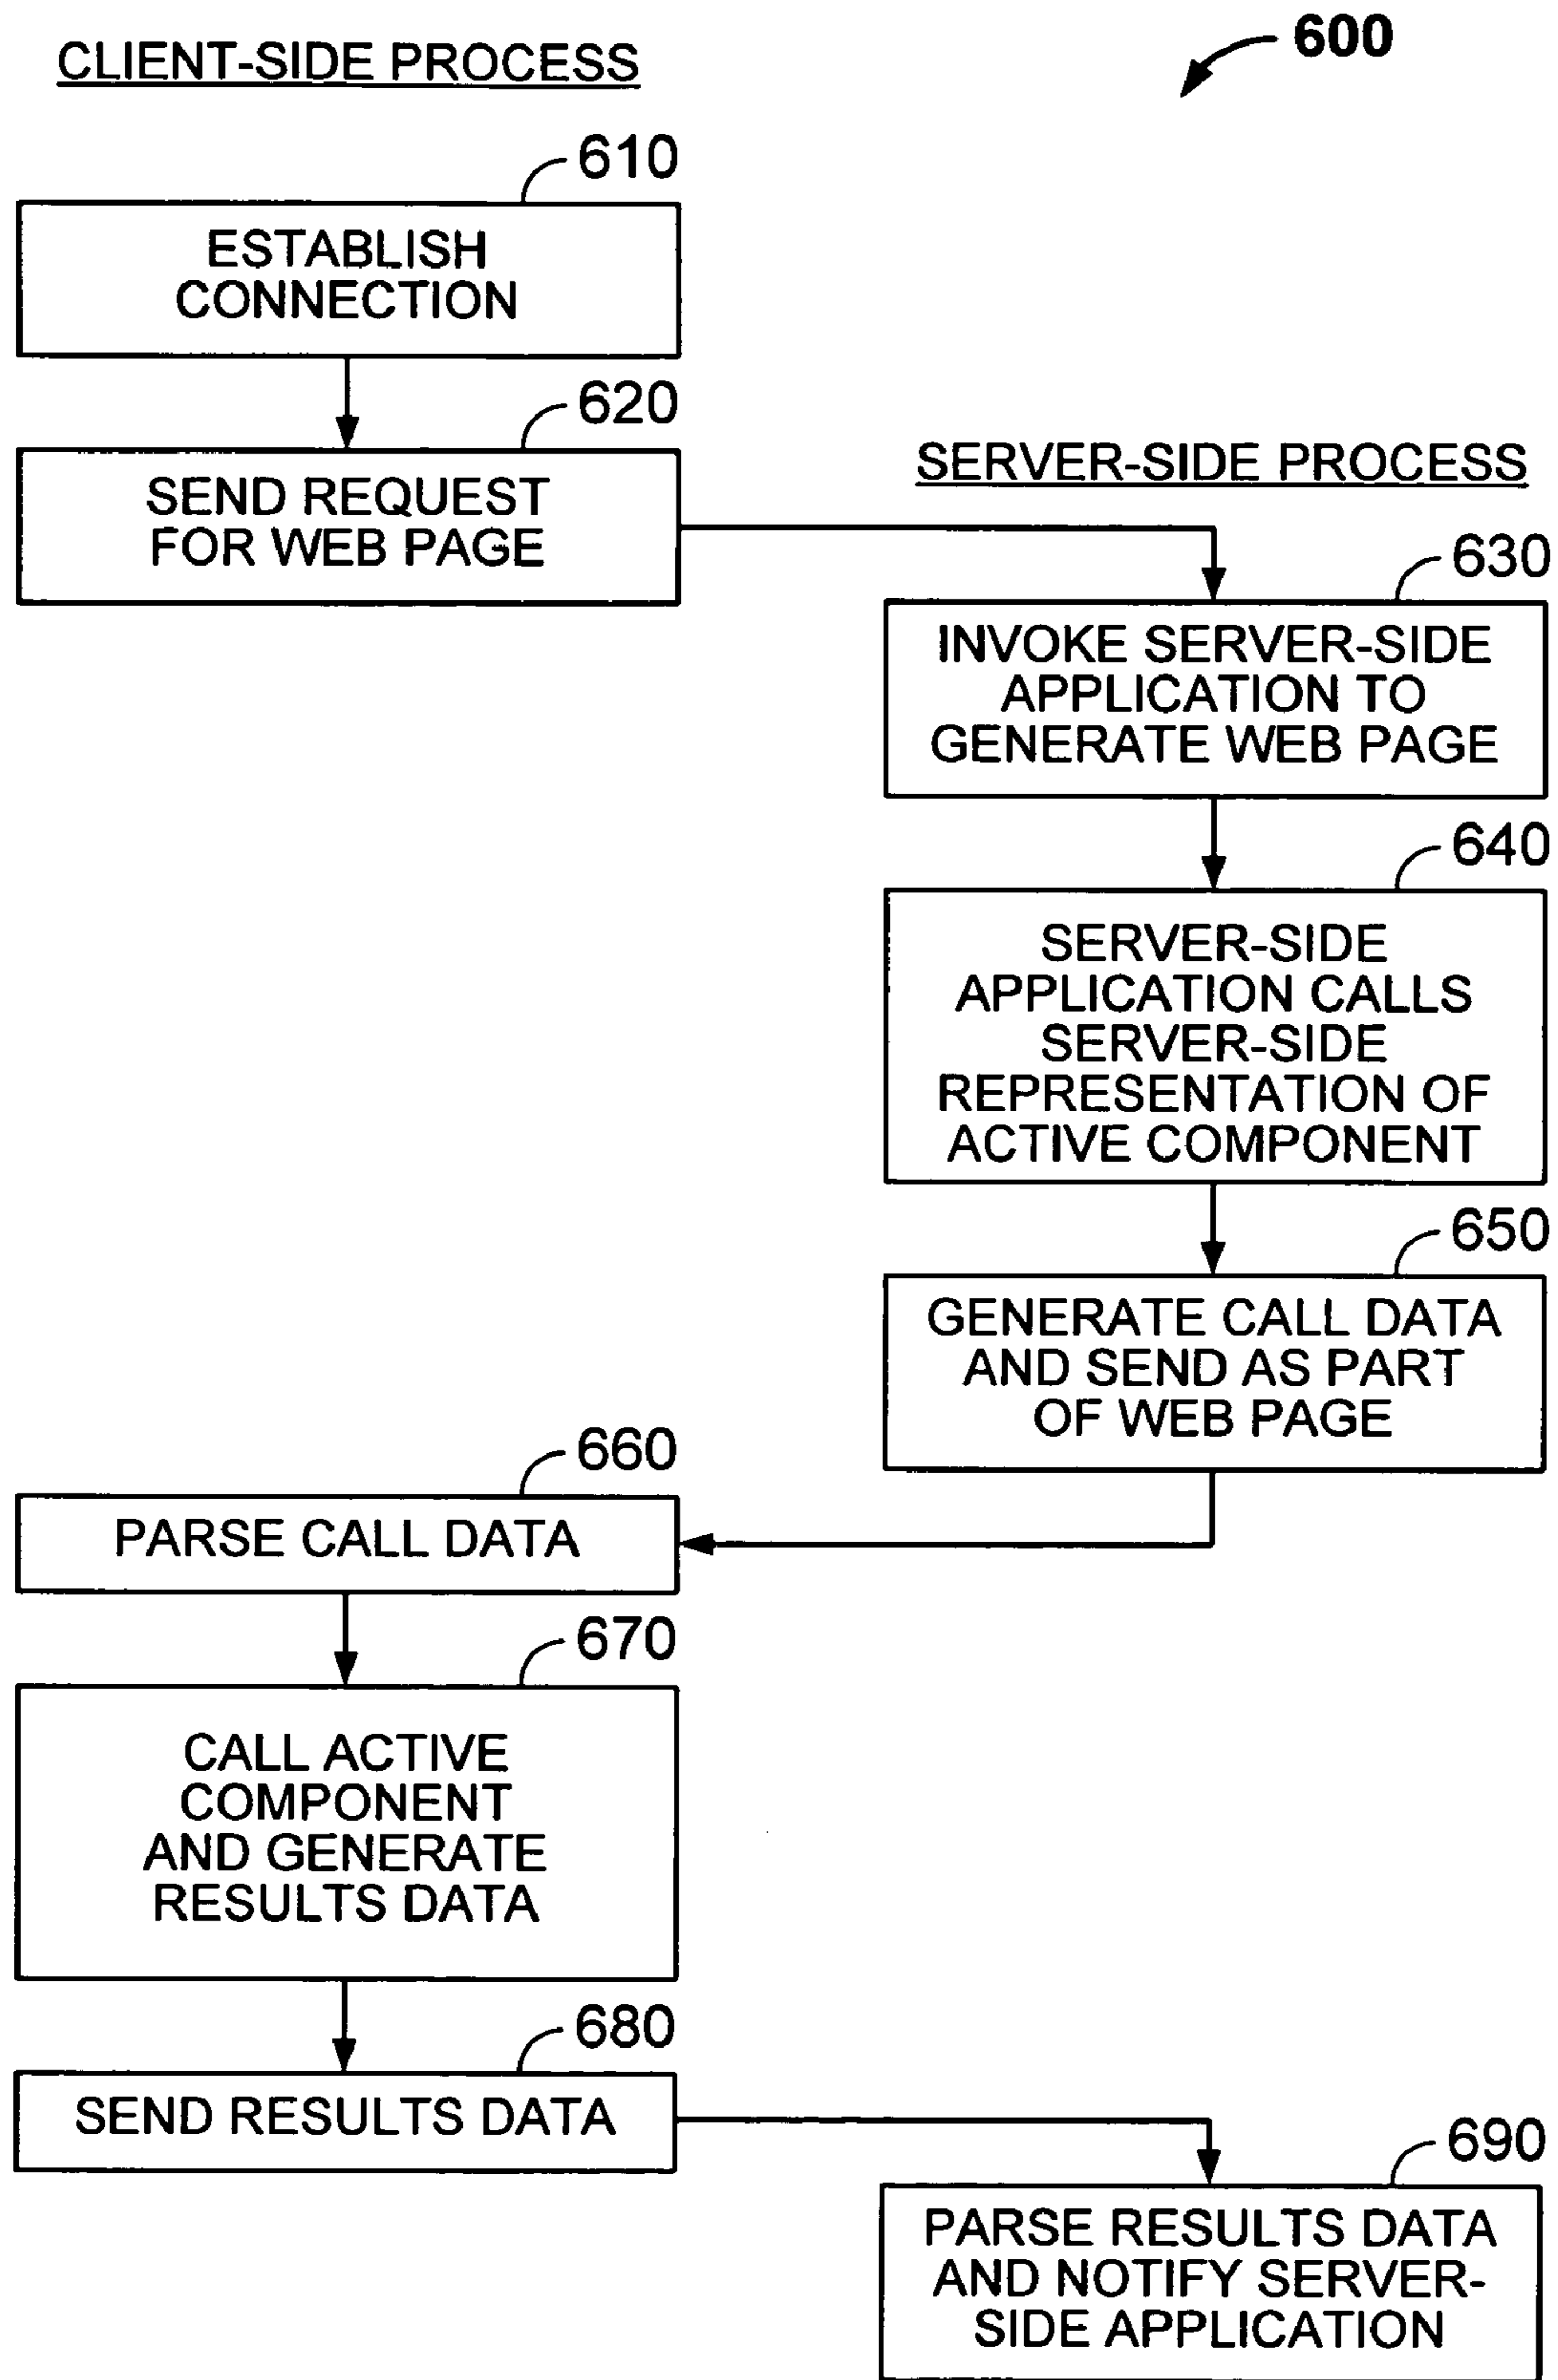 600
CLIENT-SIDE PROCESS
610
ESTABLISH
CONNECTION
620
SEND REQUEST
FOR WEB PAGE
SERVER-SIDE PROCESS
630
INVOKE SERVER-SIDE
APPLICATION TO
GENERATE WEB PAGE
640
SERVER-SIDE
APPLICATION CALLS
SERVER-SIDE
REPRESENTATION OF
ACTIVE COMPONENT
650
GENERATE CALL DATA
AND SEND AS PART
OF WEB PAGE
660
PARSE CALL DATA
670
CALL ACTIVE
COMPONENT
AND GENERATE
RESULTS DATA
680
SEND RESULTS DATA
690
PARSE RESULTS DATA
AND NOTIFY SERVER-
SIDE APPLICATION